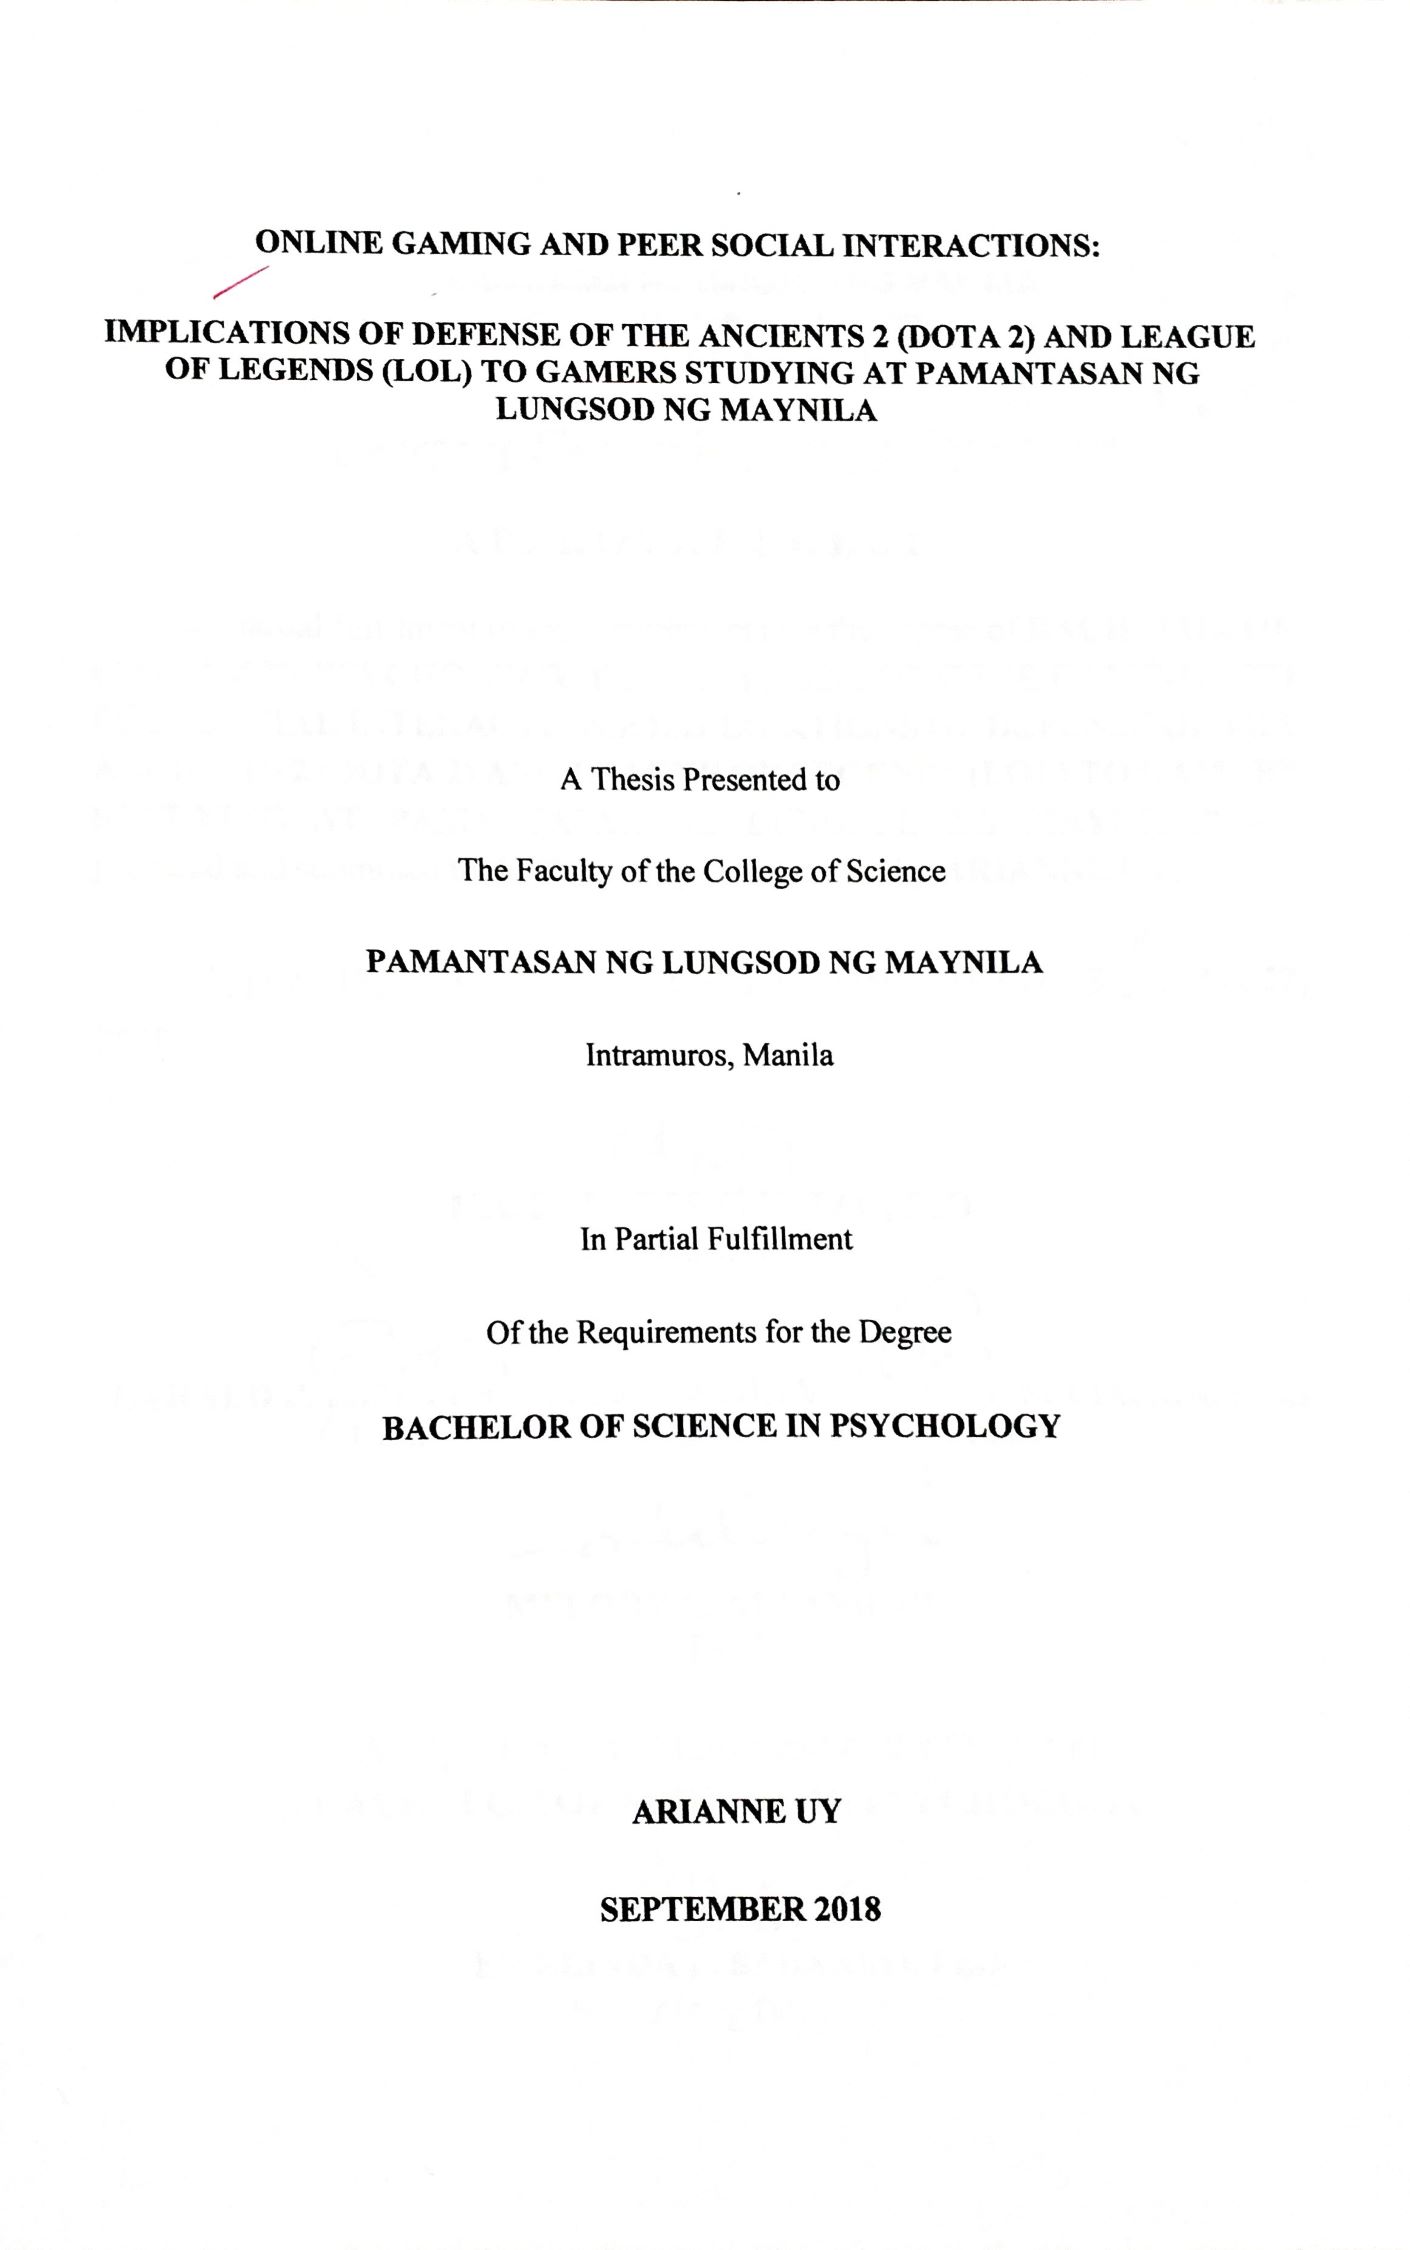 ONLINE GAMING AND PEER SOCIAL INTERACTIONS:
IMPLICATIONS OF DEFENSE OF THE ANCIENTS 2 (DOTA 2) AND LEAGUE
OF LEGENDS (LOL) TO GAMERS STUDYING AT PAMANTASAN NG
LUNGSOD NG MAYNILA
A Thesis Presented to
The Faculty of the College of Science
PAMANTASAN NG LUNGSOD NG MAYNILA
Intramuros, Manila
In Partial Fulfillment
Of the Requirements for the Degree
BACHELOR OF SCIENCE IN PSYCHOLOGY
ARIANNE UY
SEPTEMBER 2018